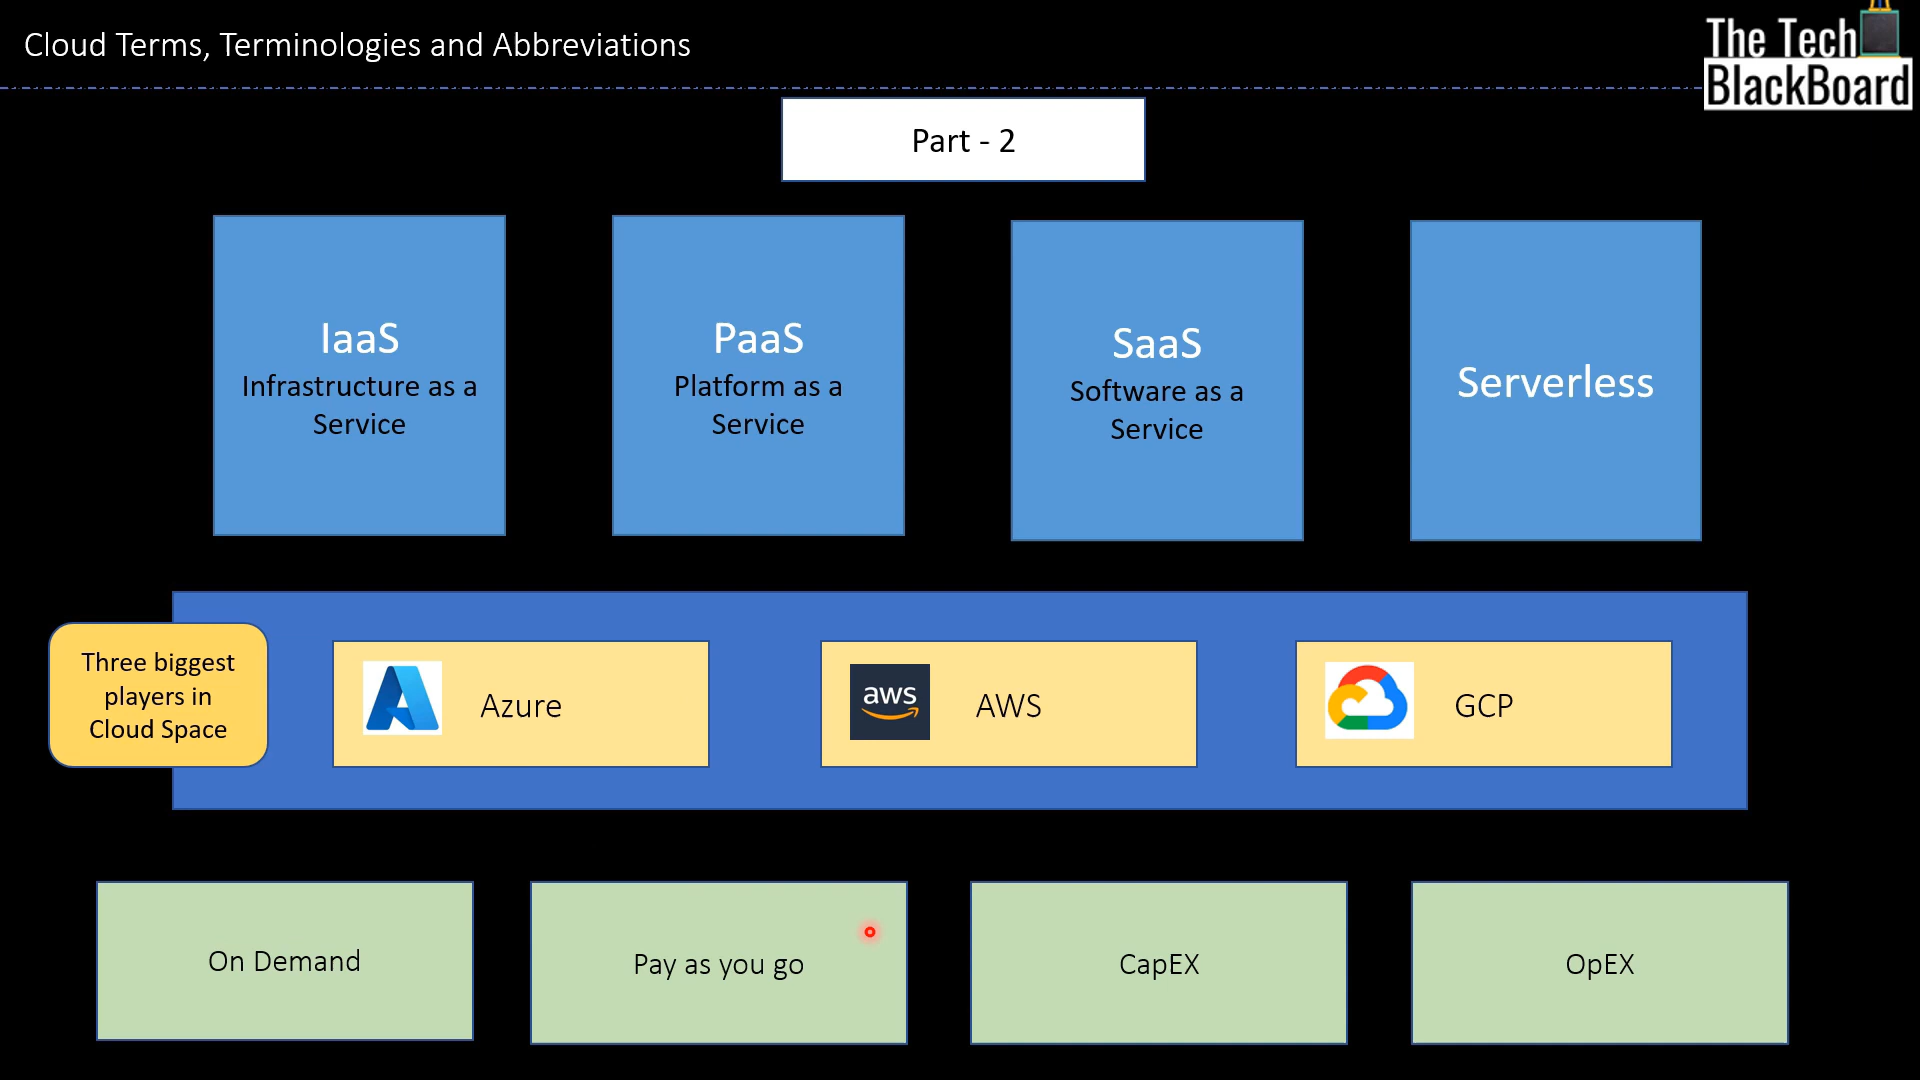 Cloud Terms, Terminologies and Abbreviations
The Tech
BlackBoard
Part - 2
IaaS
Infrastructure as a
Service
PaaS
Platform as a
Service
SaaS
Software as a
Service
Serverless
Three biggest
players in
Cloud Space
Azure
aws
AWS
GCP
On Demand
Pay as you go
CapEX
OpEX